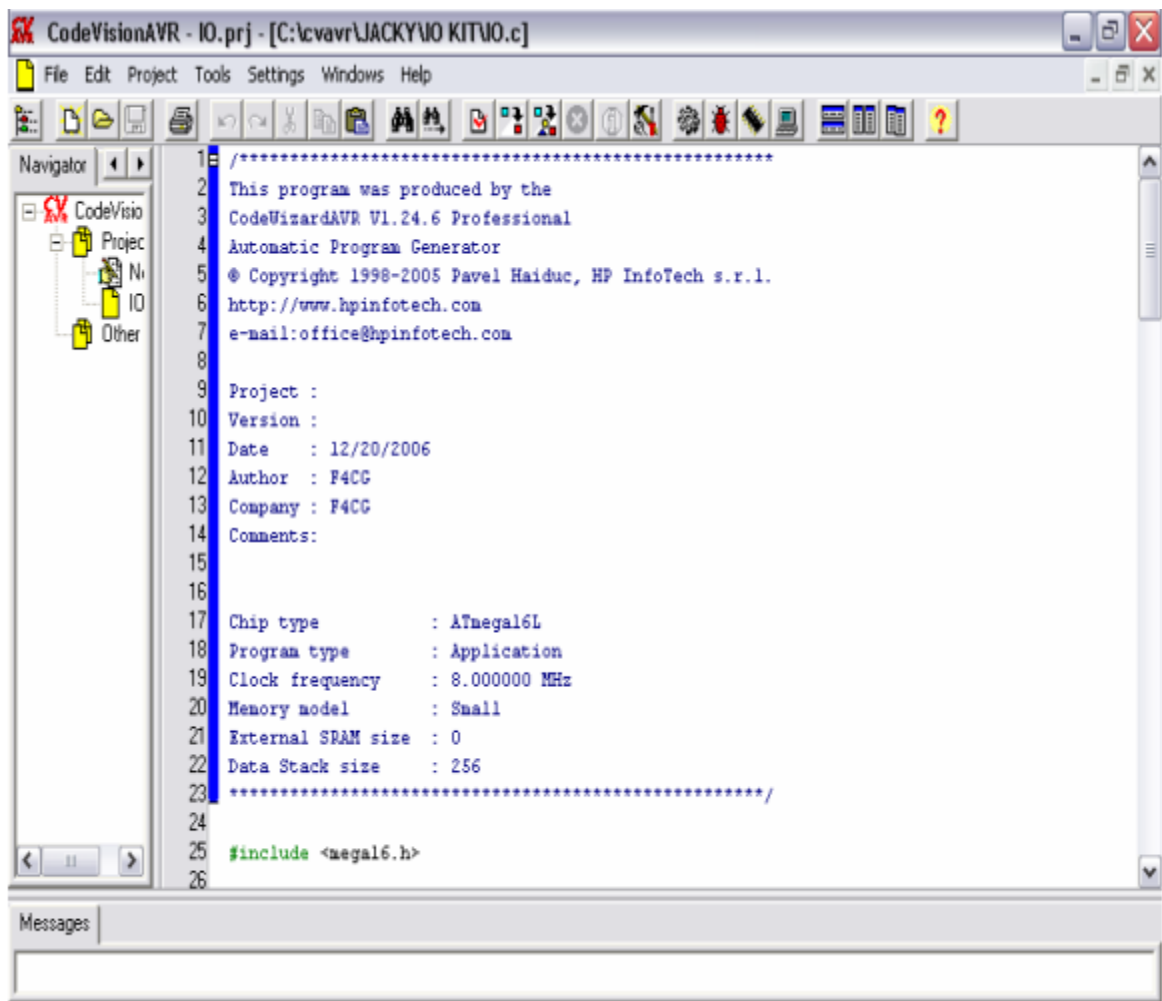 CodeVisionAVR - IO.prj - [C:\cvavr\JACKY\IO KIT\IO.c]
File Edit Project Tools Settings Windows Help
Navigator
CodeVisio
Projec
IO
Other
1 /*****************************************************
2 This program was produced by the
3 CodeWizardAVR V1.24.6 Professional
4 Automatic Program Generator
5 © Copyright 1998-2005 Pavel Haiduc, HP InfoTech s.r.l.
6 http://www.hpinfotech.com
7 e-mail:office@hpinfotech.com
8
9 Project :
10 Version :
11 Date : 12/20/2006
12 Author : F4CG
13 Company : F4CG
14 Comments:
15
16
17 Chip type : ATmega16L
18 Program type : Application
19 Clock frequency : 8.000000 MHz
20 Memory model : Small
21 External SRAM size : 0
22 Data Stack size : 256
23 *****************************************************/
24
25 #include <mega16.h>
26
Messages